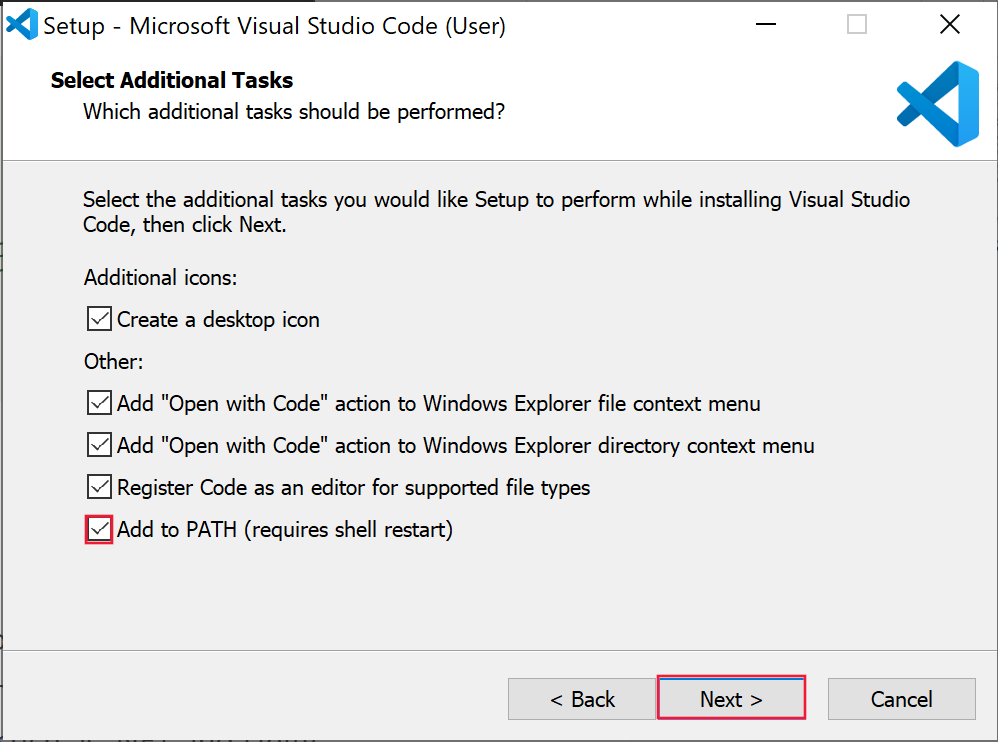 Setup - Microsoft Visual Studio Code (User)
Select Additional Tasks
Which additional tasks should be performed?
Select the additional tasks you would like Setup to perform while installing Visual Studio
Code, then click Next.
Additional icons:
Create a desktop icon
Other:
Add "Open with Code" action to Windows Explorer file context menu
Add "Open with Code" action to Windows Explorer directory context menu
Register Code as an editor for supported file types
Add to PATH (requires shell restart)
< Back
Next >
Cancel